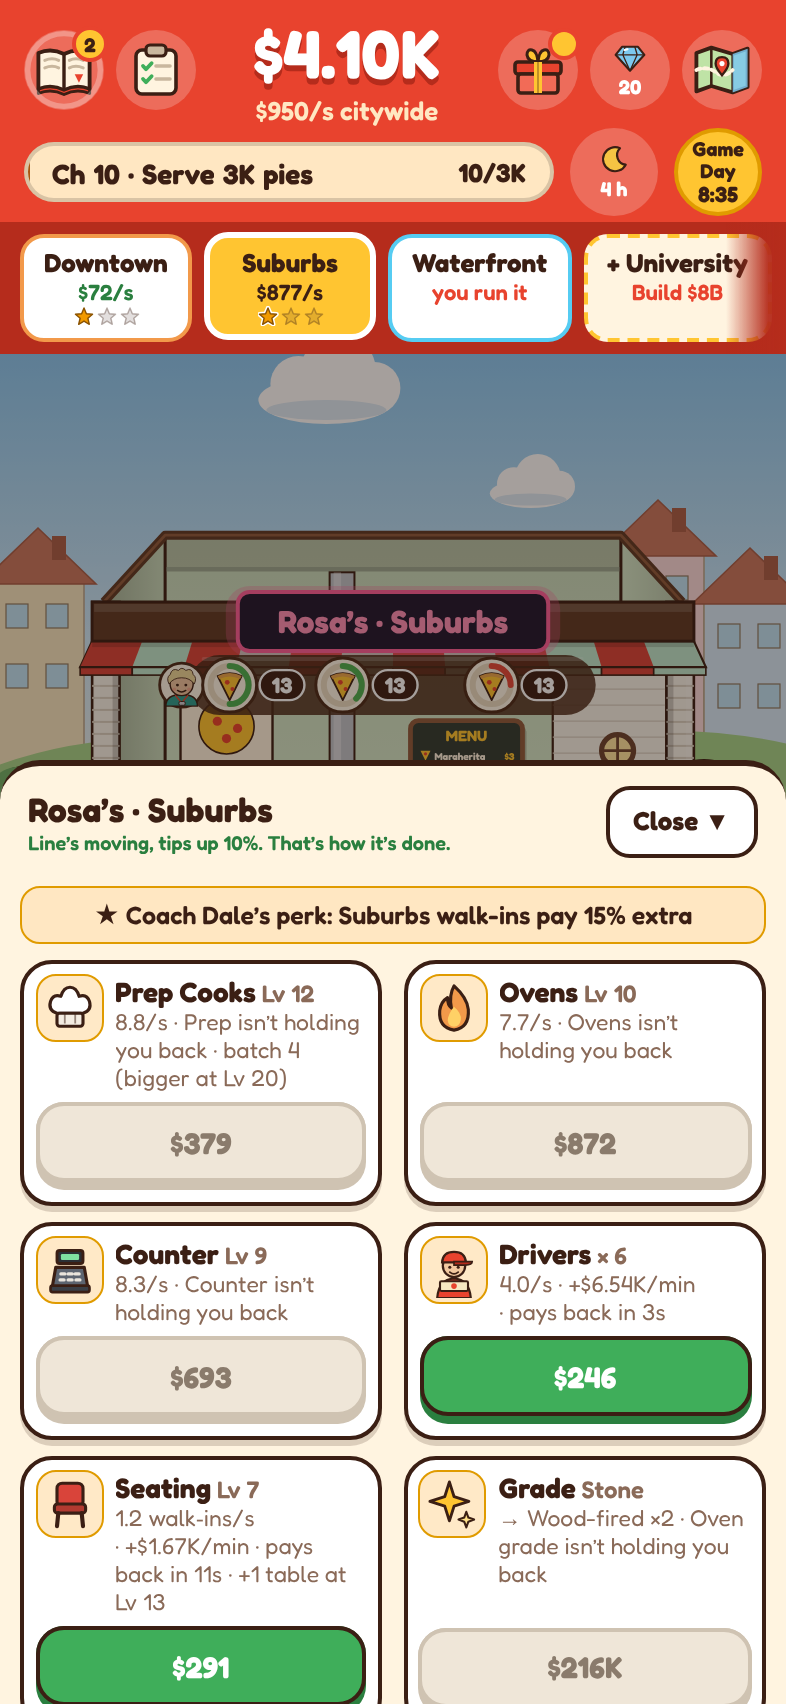 2
$4.10K
$950/s citywide
20
Ch 10 · Serve 3K pies
10/3K
4 h
Game
Day
8:35
Downtown
$72/s
Suburbs
$877/s
Waterfront
you run it
+ University
Build $8B
Rosa's · Suburbs
13
13
13
MENU
Margherita $3
Rosa's · Suburbs
Line's moving, tips up 10%. That's how it's done.
Close ▼
★ Coach Dale's perk: Suburbs walk-ins pay 15% extra
Prep Cooks Lv 12
8.8/s · Prep isn't holding
you back · batch 4
(bigger at Lv 20)
$379
Ovens Lv 10
7.7/s · Ovens isn't
holding you back
$872
Counter Lv 9
8.3/s · Counter isn't
holding you back
$693
Drivers × 6
4.0/s · +$6.54K/min
· pays back in 3s
$246
Seating Lv 7
1.2 walk-ins/s
· +$1.67K/min · pays
back in 11s · +1 table at
Lv 13
$291
Grade Stone
→ Wood-fired ×2 · Oven
grade isn't holding you
back
$216K